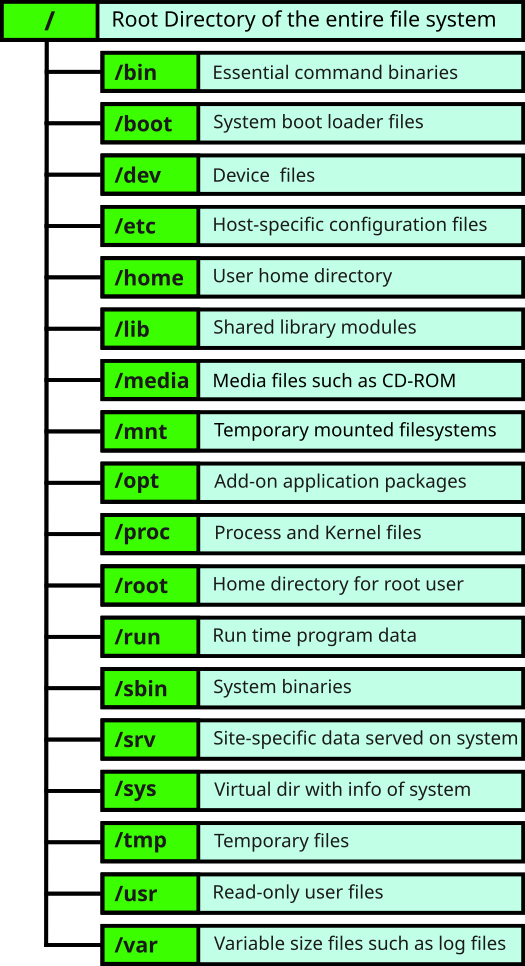 / Root Directory of the entire file system
/bin Essential command binaries
/boot System boot loader files
/dev Device files
/etc Host-specific configuration files
/home User home directory
/lib Shared library modules
/media Media files such as CD-ROM
/mnt Temporary mounted filesystems
/opt Add-on application packages
/proc Process and Kernel files
/root Home directory for root user
/run Run time program data
/sbin System binaries
/srv Site-specific data served on system
/sys Virtual dir with info of system
/tmp Temporary files
/usr Read-only user files
/var Variable size files such as log files